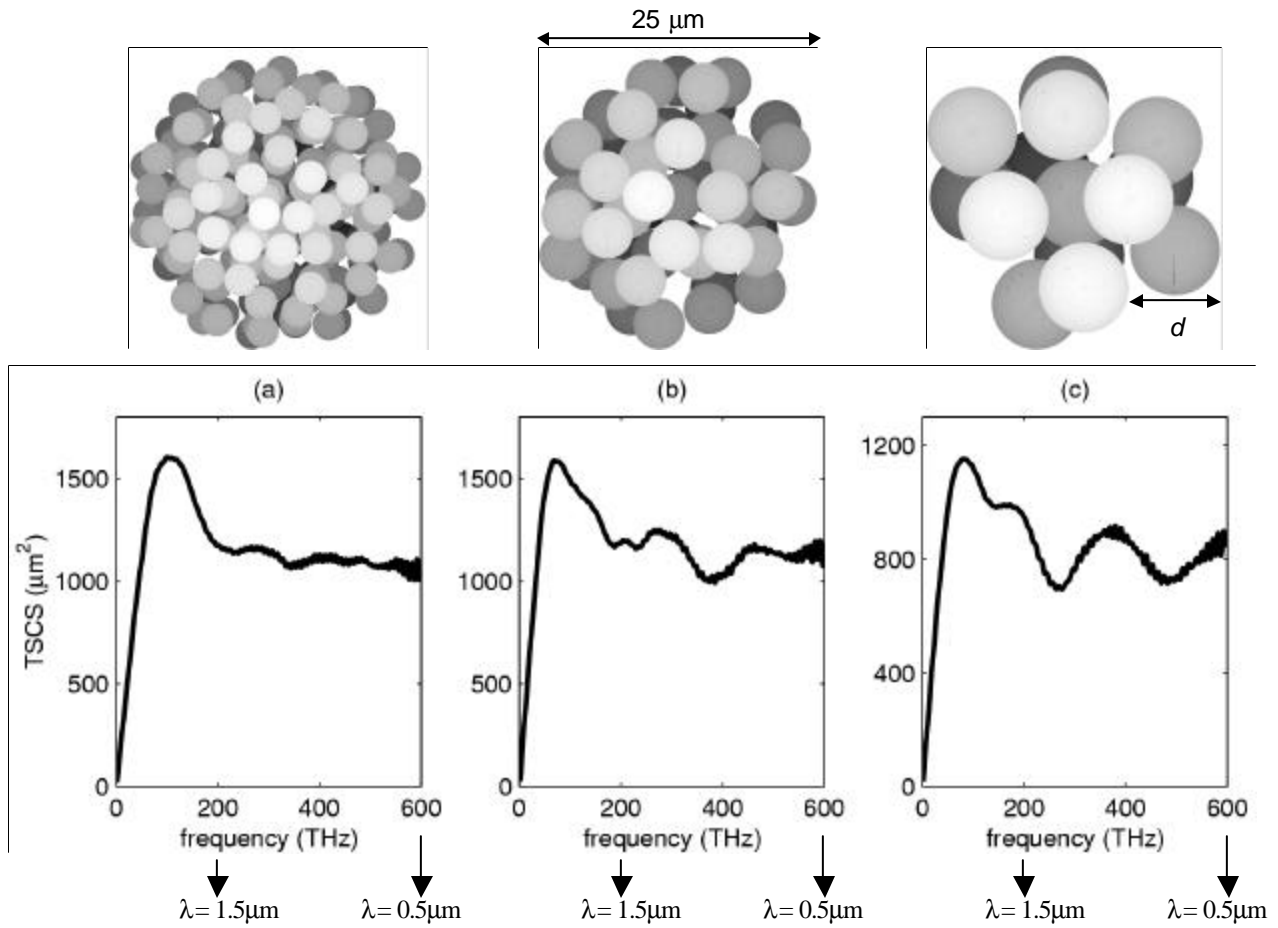 25 μm
d
(a) (b) (c)
TSCS (μm²)
1500 1500 1200
1000 1000 800
500 500 400
0 0 0
0 200 400 600 0 200 400 600 0 200 400 600
frequency (THz) frequency (THz) frequency (THz)
λ= 1.5μm λ= 0.5μm λ= 1.5μm λ= 0.5μm λ= 1.5μm λ= 0.5μm